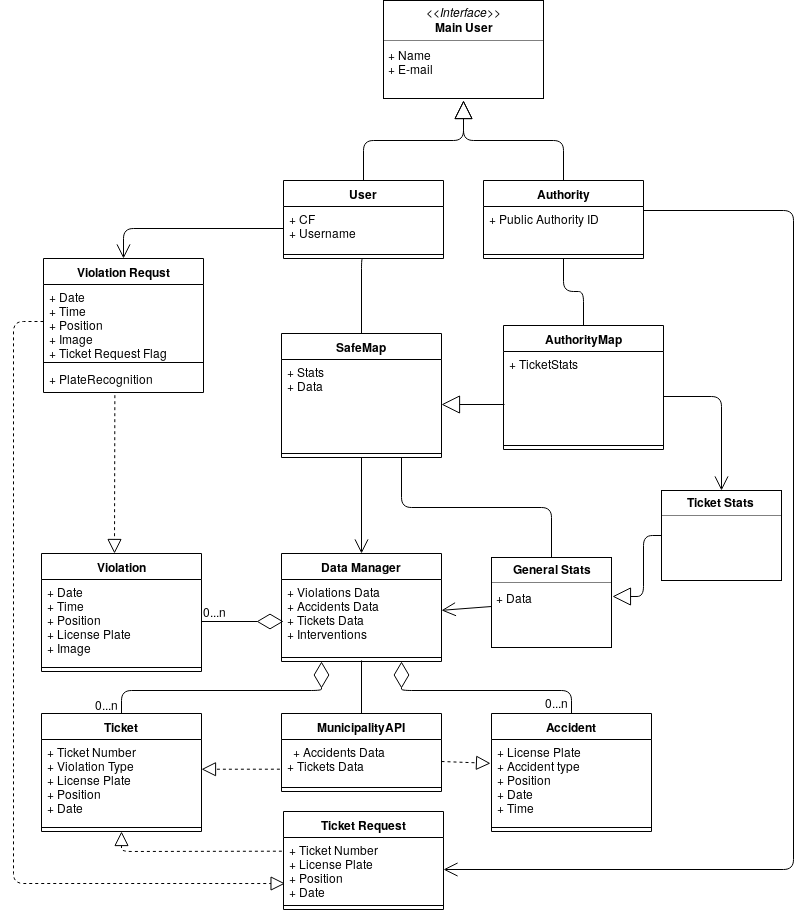 <<Interface>>
Main User
+ Name
+ E-mail
User
+ CF
+ Username
Authority
+ Public Authority ID
Violation Requst
+ Date
+ Time
+ Position
+ Image
+ Ticket Request Flag
+ PlateRecognition
SafeMap
+ Stats
+ Data
AuthorityMap
+ TicketStats
Ticket Stats
Violation
+ Date
+ Time
+ Position
+ License Plate
+ Image
0...n
Data Manager
+ Violations Data
+ Accidents Data
+ Tickets Data
+ Interventions
General Stats
+ Data
0...n
0...n
Ticket
+ Ticket Number
+ Violation Type
+ License Plate
+ Position
+ Date
MunicipalityAPI
+ Accidents Data
+ Tickets Data
Accident
+ License Plate
+ Accident type
+ Position
+ Date
+ Time
Ticket Request
+ Ticket Number
+ License Plate
+ Position
+ Date